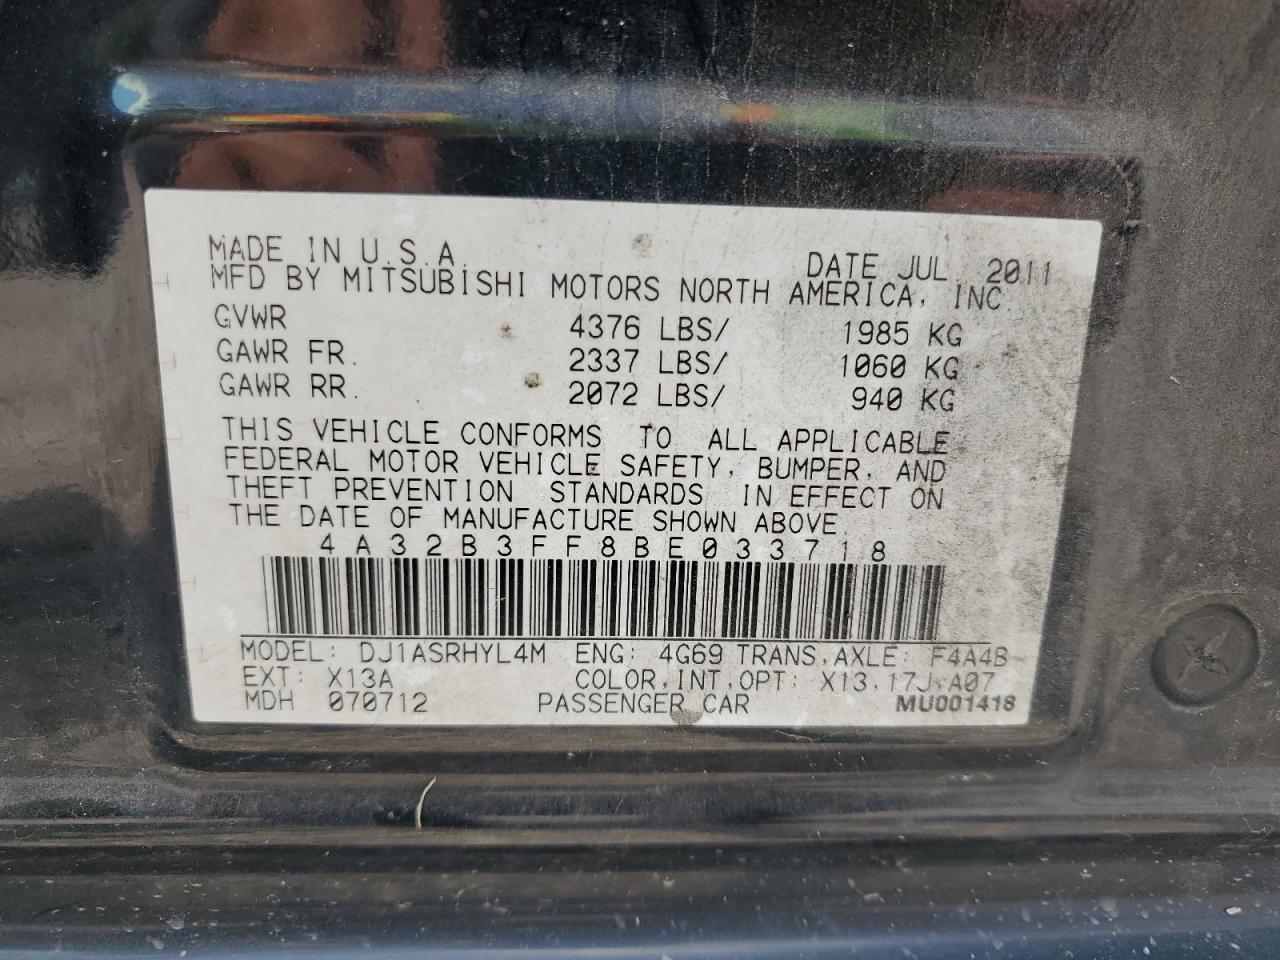 MADE IN U.S.A.
DATE JUL. 2011
MFD BY MITSUBISHI MOTORS NORTH AMERICA, INC
GVWR 4376 LBS/ 1985 KG
GAWR FR. 2337 LBS/ 1060 KG
GAWR RR. 2072 LBS/ 940 KG
THIS VEHICLE CONFORMS TO ALL APPLICABLE
FEDERAL MOTOR VEHICLE SAFETY, BUMPER, AND
THEFT PREVENTION STANDARDS IN EFFECT ON
THE DATE OF MANUFACTURE SHOWN ABOVE.
4A32B3FF8BE033718
MODEL: DJ1ASRHYL4M ENG: 4G69 TRANS,AXLE: F4A4B
EXT: X13A COLOR,INT,OPT: X13,17J,A07
MDH 070712 PASSENGER CAR MU001418